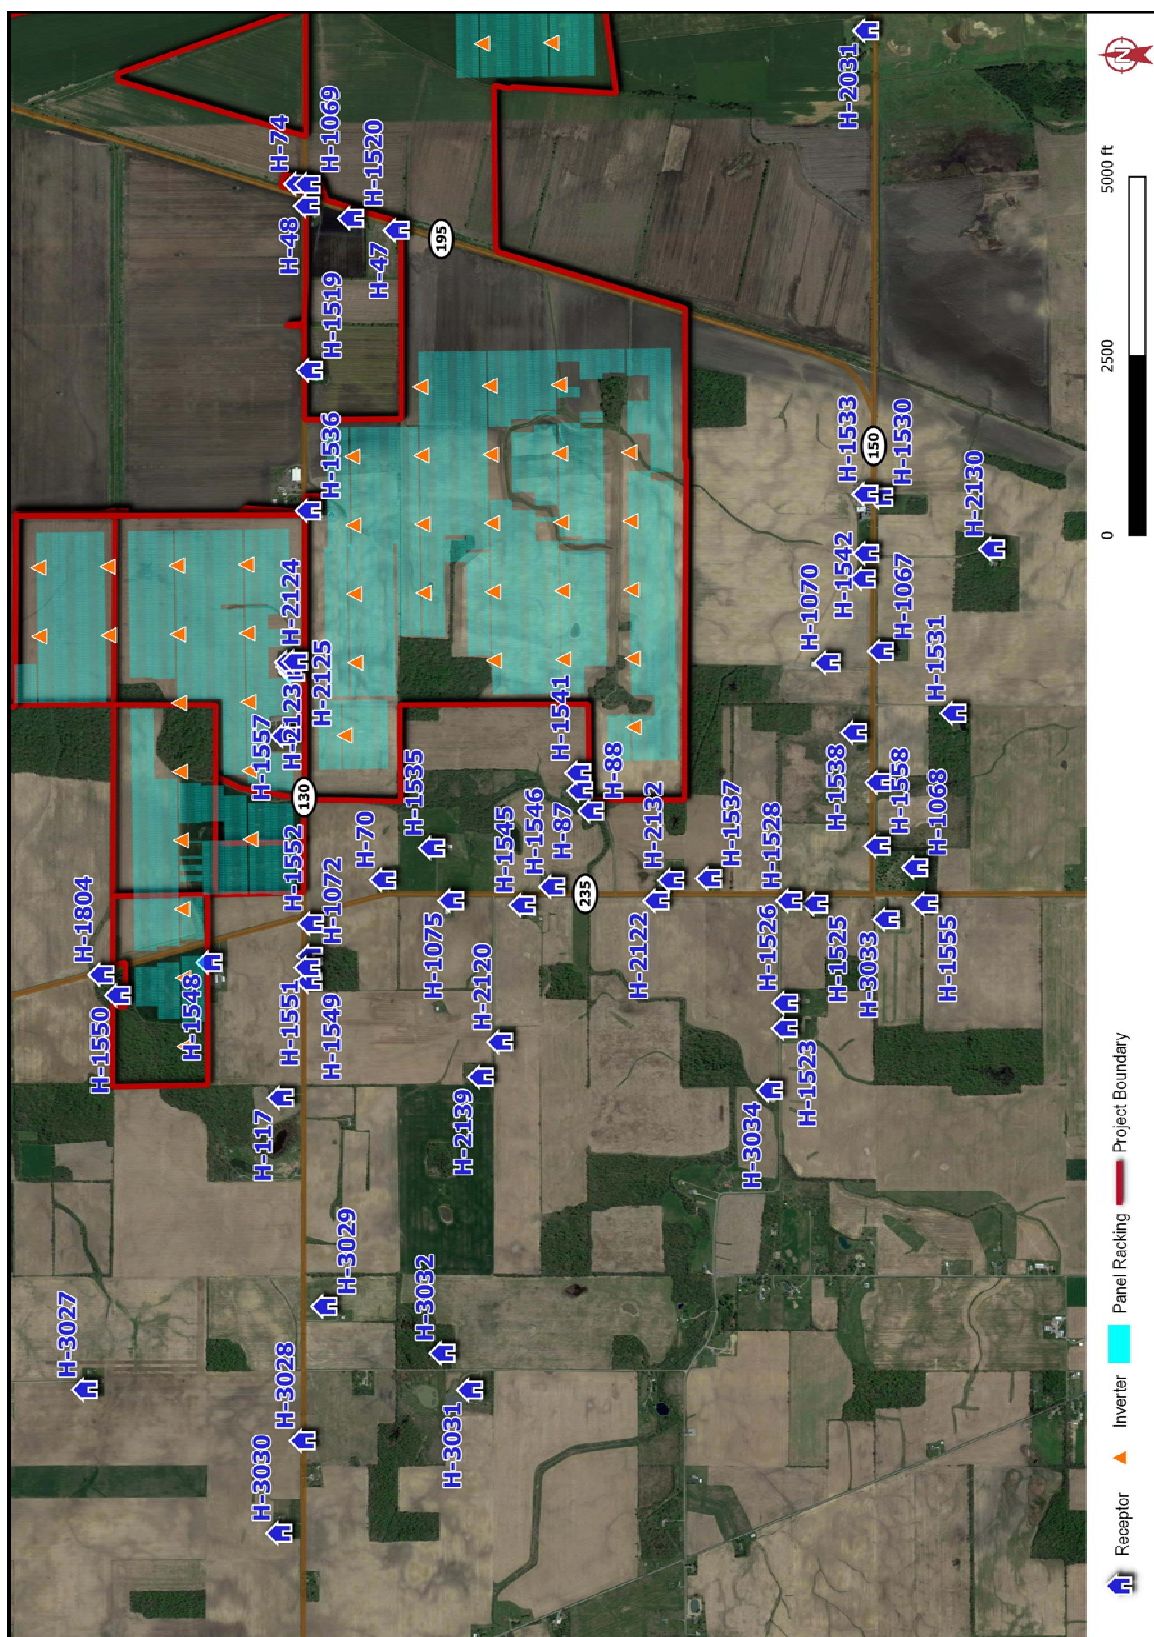 H-74
H-1069
H-1520
H-48
H-47
195
H-1519
H-2031
H-1536
H-1533
150
H-1530
H-2130
H-2124
H-2125
H-2123
H-1557
H-1542
H-1067
H-1070
H-1531
H-1541
H-88
H-87
H-1546
H-1545
H-1535
130
H-70
H-1552
H-1072
H-1538
H-1558
H-1068
H-2132
H-1537
H-1528
235
H-1804
H-1550
H-1548
H-1551
H-1549
H-1075
H-2120
H-2122
H-1526
H-1525
H-3033
H-1555
H-117
H-2139
H-1523
H-3034
H-3029
H-3032
H-3027
H-3028
H-3031
H-3030
N
0 2500 5000 ft
Receptor Inverter Panel Racking Project Boundary